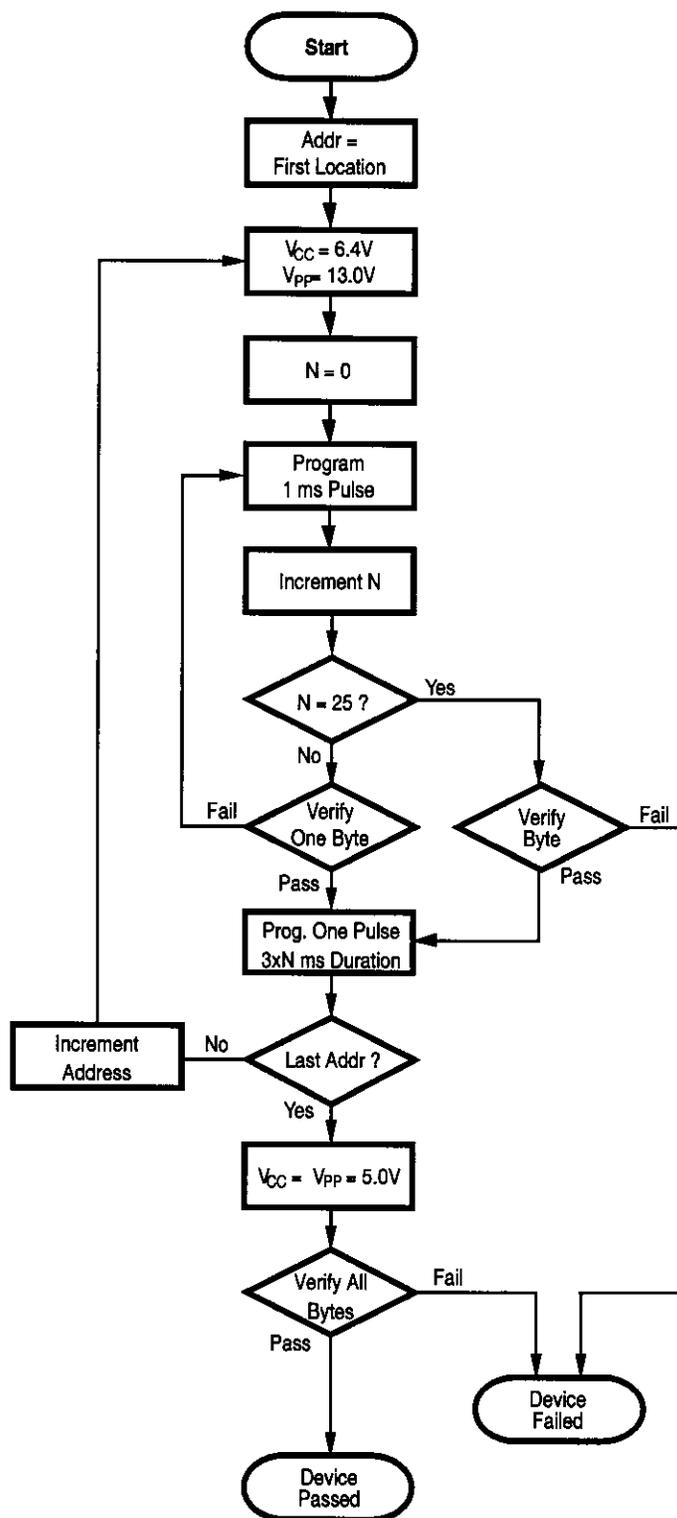 Start
Addr =
First Location
VCC = 6.4V
VPP= 13.0V
N = 0
Program
1 ms Pulse
Increment N
N = 25 ?
Yes
No
Fail
Verify
One Byte
Verify
Byte
Fail
Pass
Pass
Prog. One Pulse
3xN ms Duration
Increment
Address
No
Last Addr ?
Yes
VCC = VPP = 5.0V
Verify All
Bytes
Fail
Pass
Device
Failed
Device
Passed